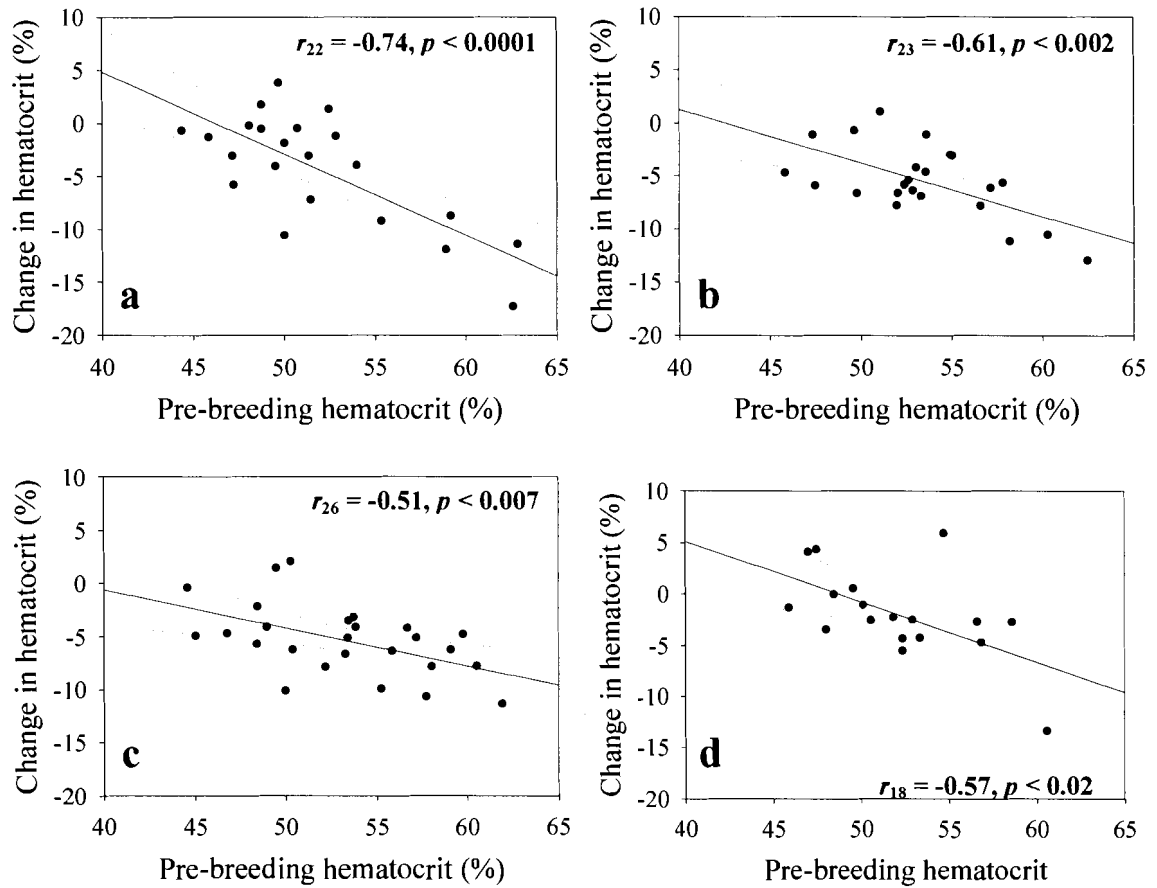 r22 = -0.74, p < 0.0001
Change in hematocrit (%)
10
5
0
-5
-10
-15
-20
a
40 45 50 55 60 65
Pre-breeding hematocrit (%)
r23 = -0.61, p < 0.002
Change in hematocrit (%)
10
5
0
-5
-10
-15
-20
b
40 45 50 55 60 65
Pre-breeding hematocrit (%)
r26 = -0.51, p < 0.007
Change in hematocrit (%)
10
5
0
-5
-10
-15
-20
c
40 45 50 55 60 65
Pre-breeding hematocrit (%)
Change in hematocrit (%)
10
5
0
-5
-10
-15
-20
d
r18 = -0.57, p < 0.02
40 45 50 55 60 65
Pre-breeding hematocrit